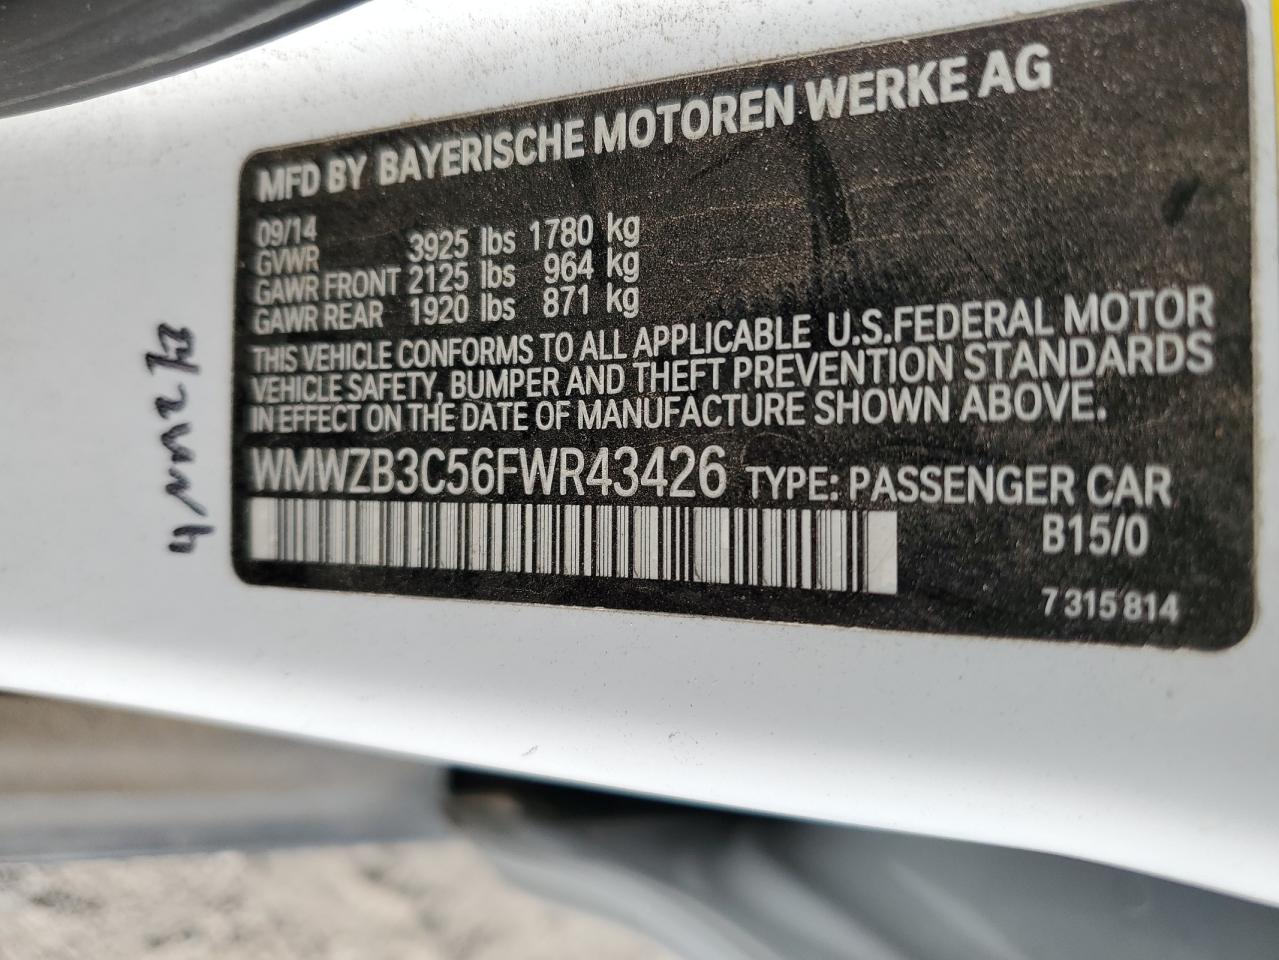 MFD BY BAYERISCHE MOTOREN WERKE AG
09/14
GVWR 3925 lbs 1780 kg
GAWR FRONT 2125 lbs 964 kg
GAWR REAR 1920 lbs 871 kg
THIS VEHICLE CONFORMS TO ALL APPLICABLE U.S.FEDERAL MOTOR
VEHICLE SAFETY, BUMPER AND THEFT PREVENTION STANDARDS
IN EFFECT ON THE DATE OF MANUFACTURE SHOWN ABOVE.
WMWZB3C56FWR43426 TYPE: PASSENGER CAR
B15/0
7 315 814